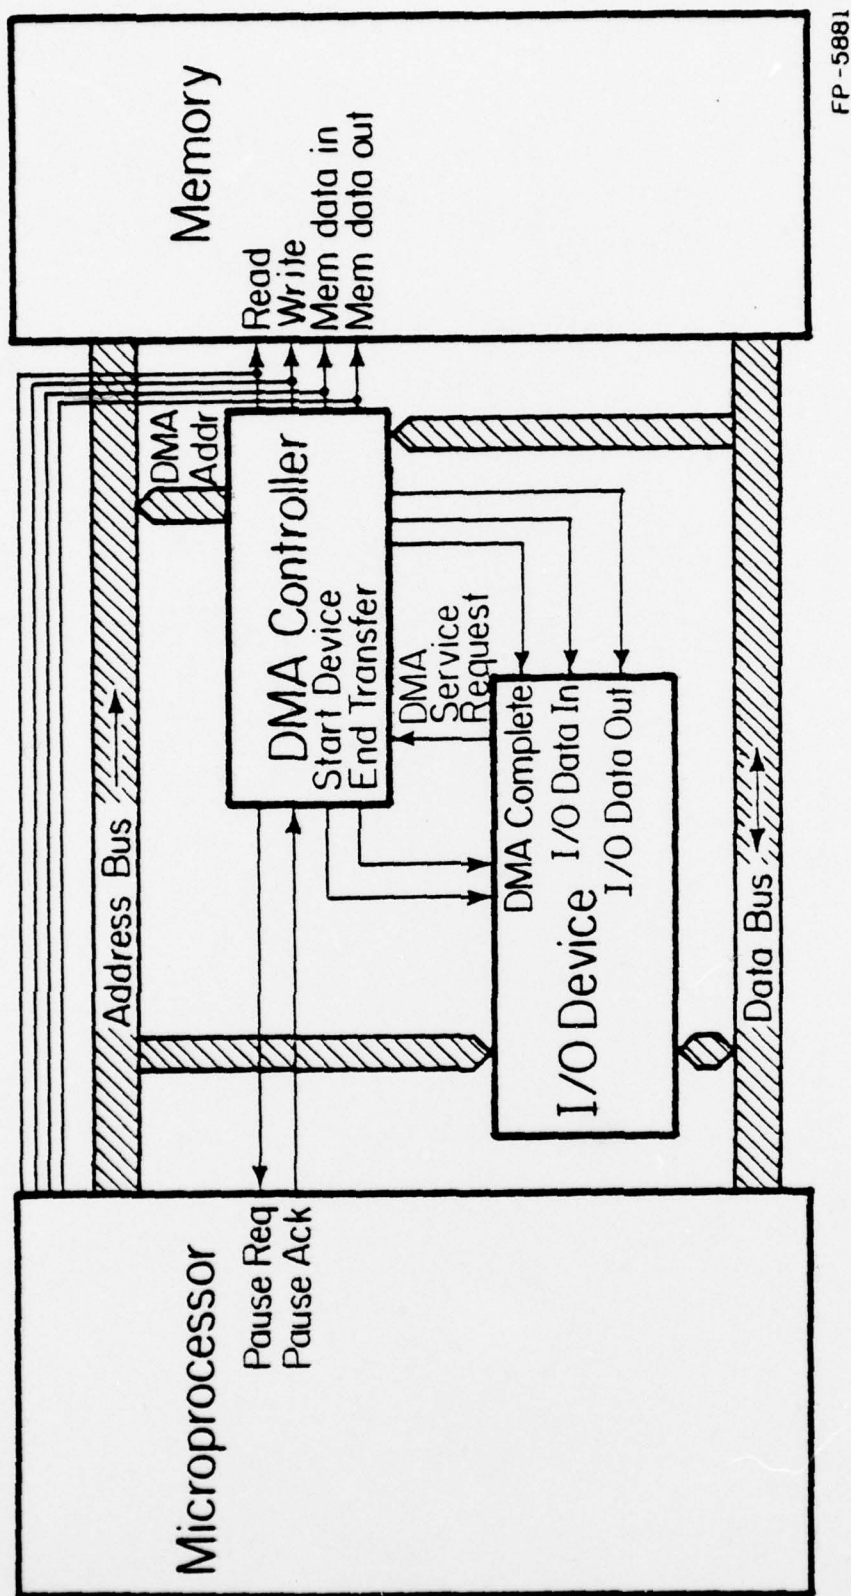 Microprocessor
Pause Req
Pause Ack
Address Bus
DMA
Addr
DMA Controller
Start Device
End Transfer
DMA
Service
Request
DMA Complete
I/O Data In
I/O Data Out
I/O Device
Data Bus
Memory
Read
Write
Mem data in
Mem data out
FP-5881